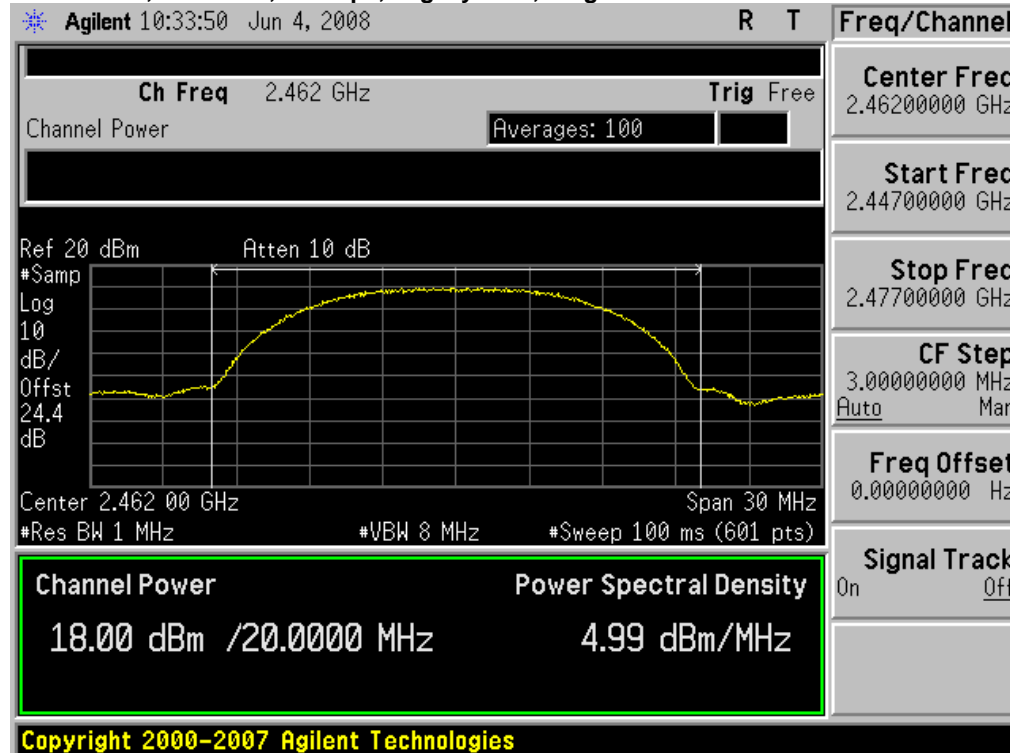 Agilent 10:33:50 Jun 4, 2008 R T
Freq/Channel
Ch Freq 2.462 GHz Trig Free
Channel Power Averages: 100
Center Freq
2.46200000 GHz
Start Freq
2.44700000 GHz
Stop Freq
2.47700000 GHz
CF Step
3.00000000 MHz
Auto Man
Freq Offset
0.00000000 Hz
Signal Track
On Off
Ref 20 dBm Atten 10 dB
#Samp
Log
10
dB/
Offst
24.4
dB
Center 2.462 00 GHz Span 30 MHz
#Res BW 1 MHz #VBW 8 MHz #Sweep 100 ms (601 pts)
Channel Power Power Spectral Density
18.00 dBm /20.0000 MHz 4.99 dBm/MHz
Copyright 2000-2007 Agilent Technologies